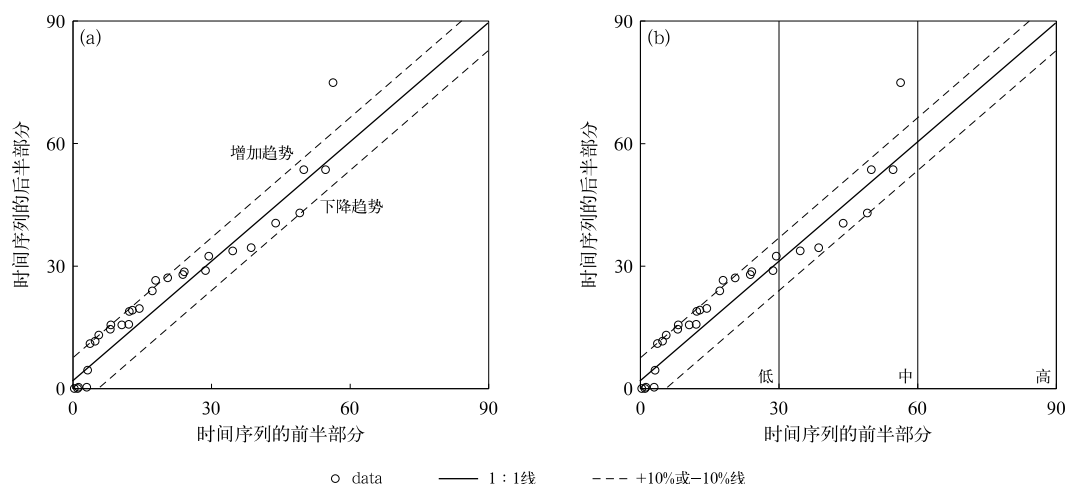 (a)
90
60
30
0
时间序列的后半部分
增加趋势
下降趋势
0 30 60 90
时间序列的前半部分
(b)
90
60
30
0
时间序列的后半部分
低 中 高
0 30 60 90
时间序列的前半部分
data 1：1线 +10%或−10%线